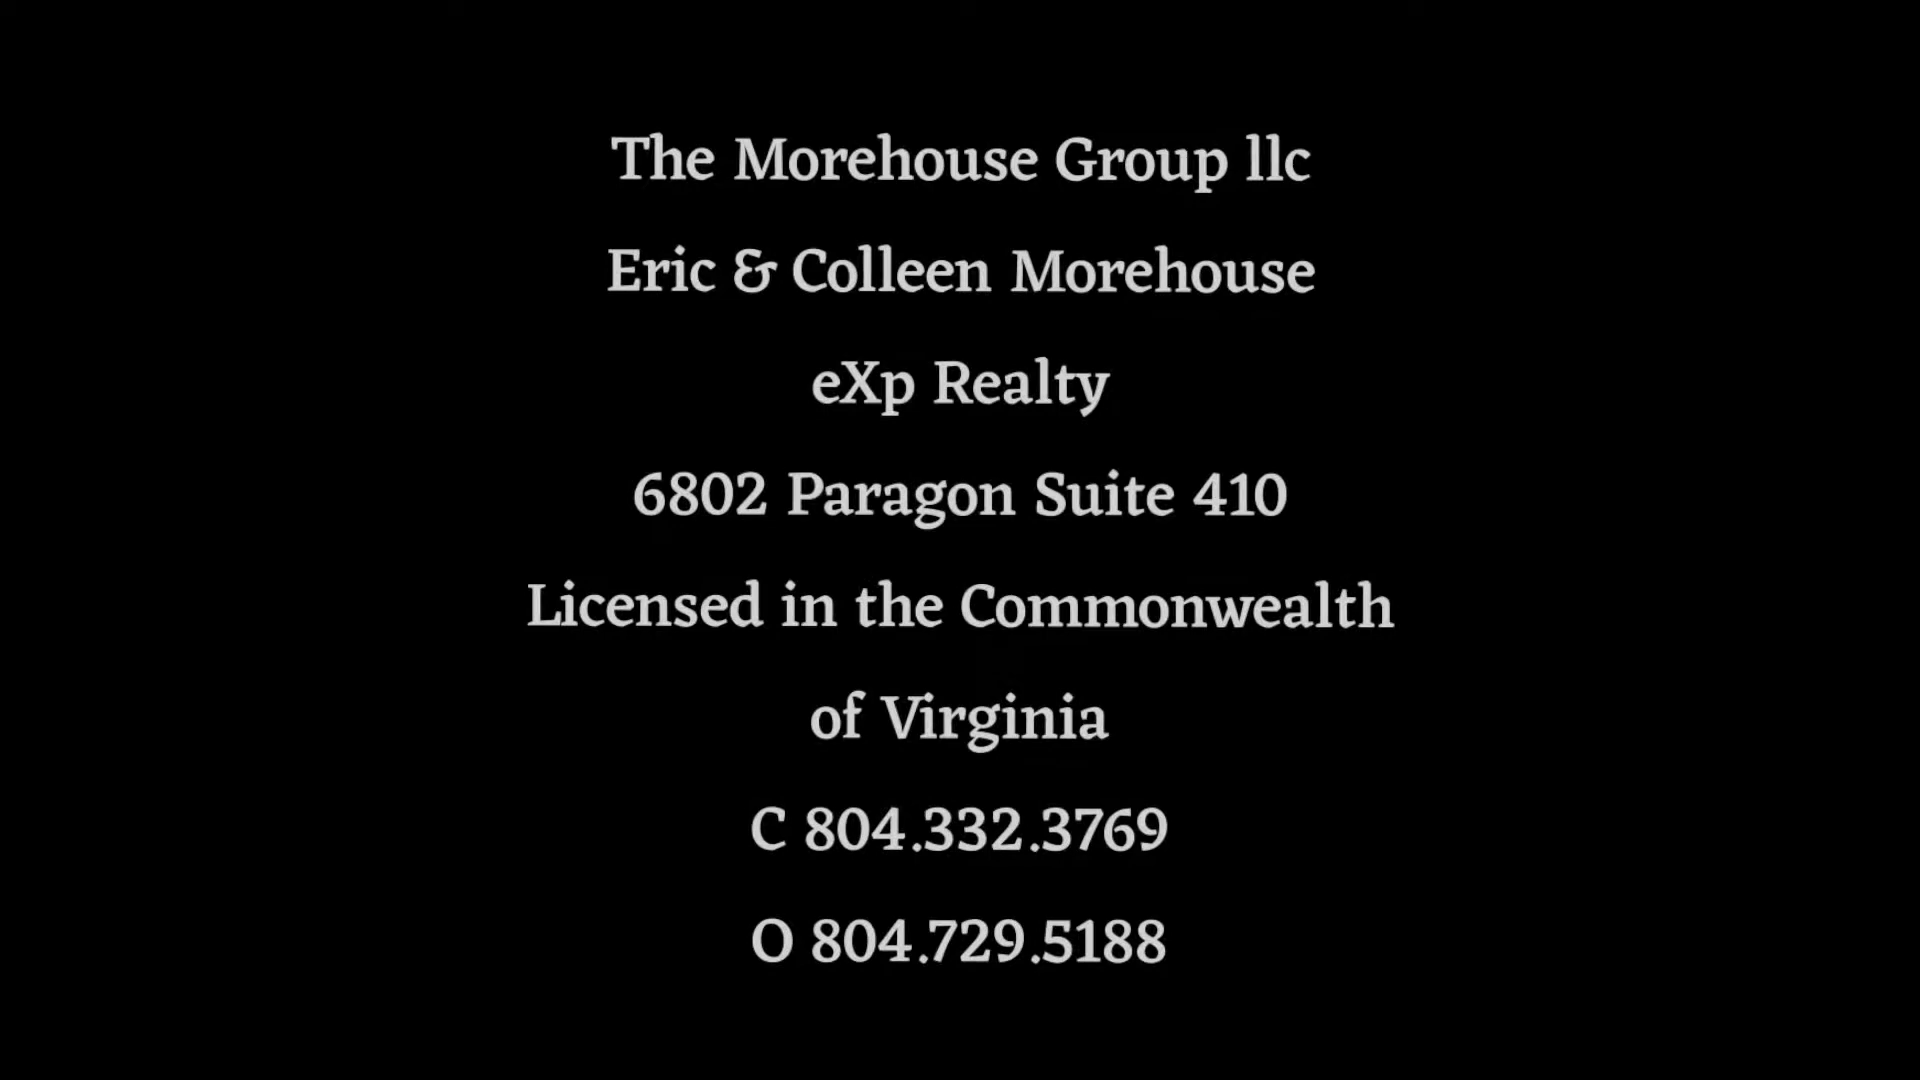 The Morehouse Group llc
Eric & Colleen Morehouse
eXp Realty
6802 Paragon Suite 410
Licensed in the Commonwealth
of Virginia
C 804.332.3769
O 804.729.5188